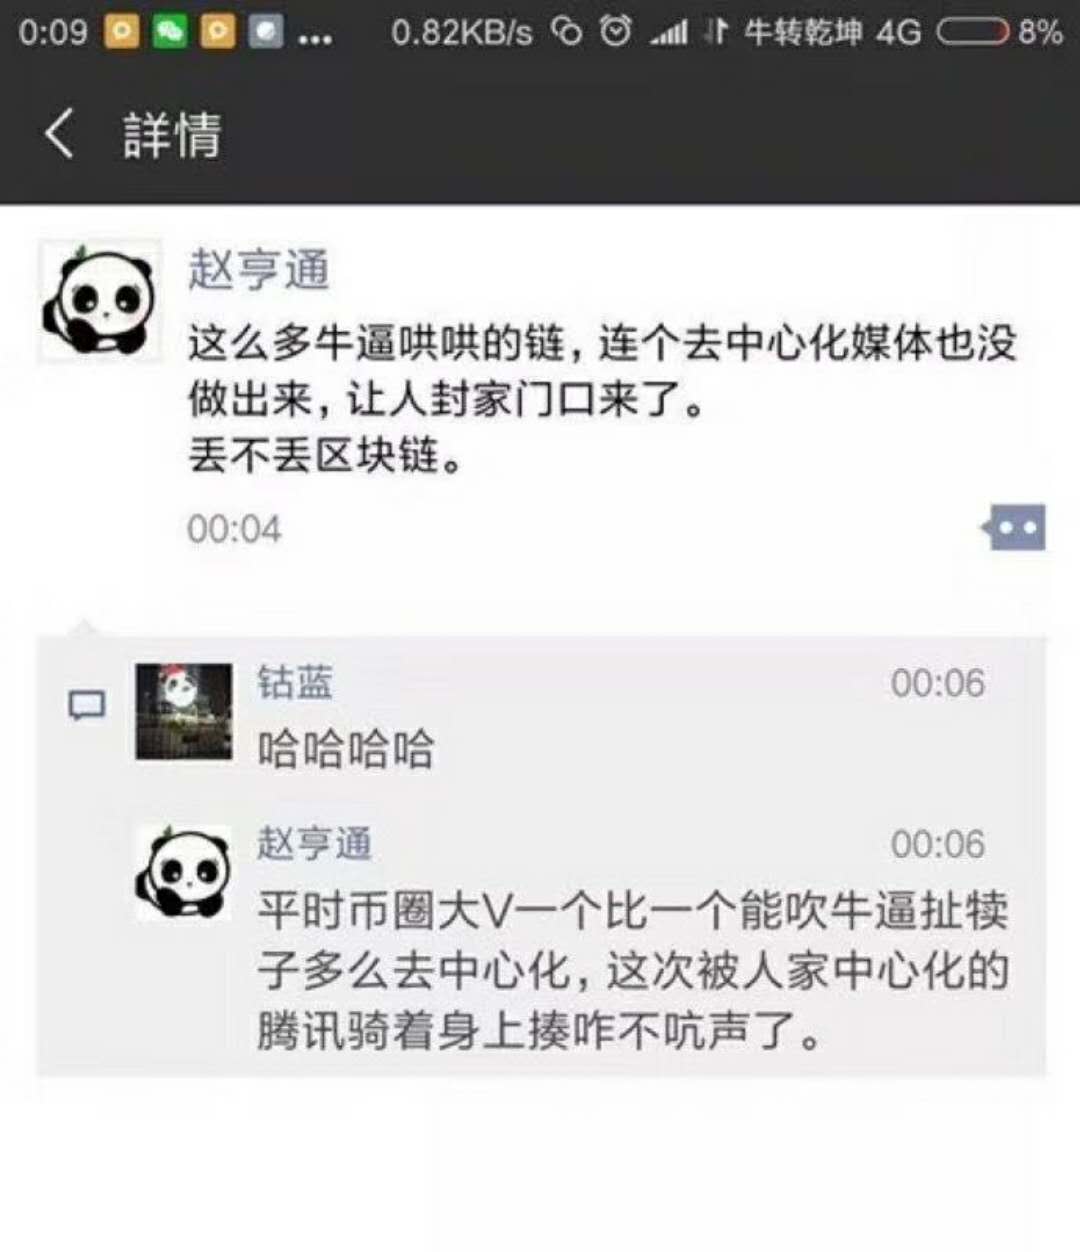 0:09 ... 0.82KB/s 牛转乾坤 4G 8%
詳情
赵亨通
这么多牛逼哄哄的链，连个去中心化媒体也没
做出来，让人封家门口来了。
丢不丢区块链。
00:04
钴蓝 00:06
哈哈哈哈
赵亨通 00:06
平时币圈大V一个比一个能吹牛逼扯犊
子多么去中心化，这次被人家中心化的
腾讯骑着身上揍咋不吭声了。